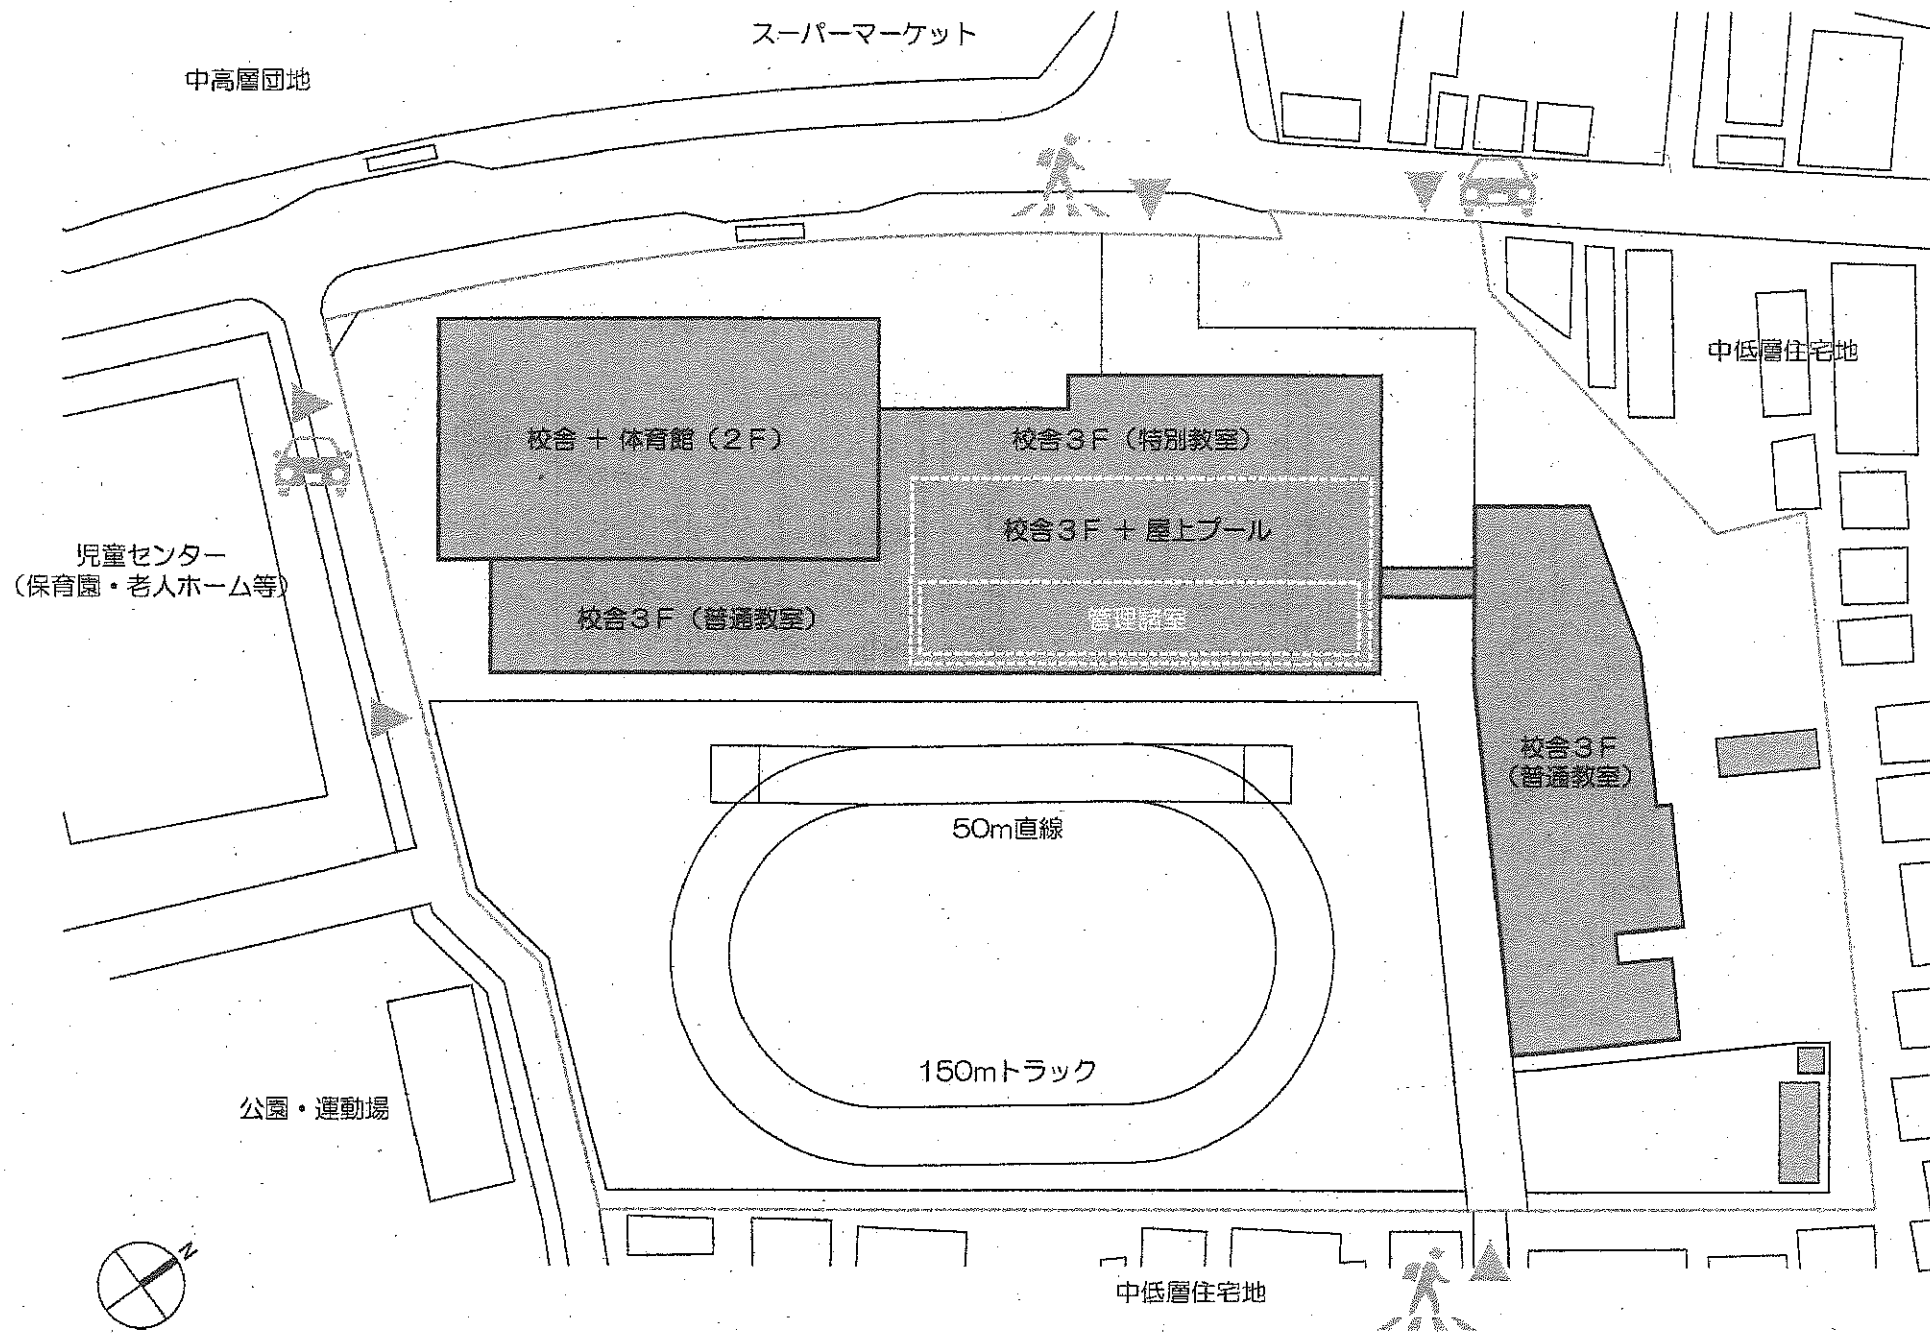 スーパーマーケット
中高層団地
中低層住宅地
校舎 + 体育館（2F）
校舎3F（特別教室）
校舎3F + 屋上プール
児童センター
（保育園・老人ホーム等）
校舎3F（普通教室）
管理諸室
校舎3F
（普通教室）
50m直線
150mトラック
公園・運動場
N
中低層住宅地